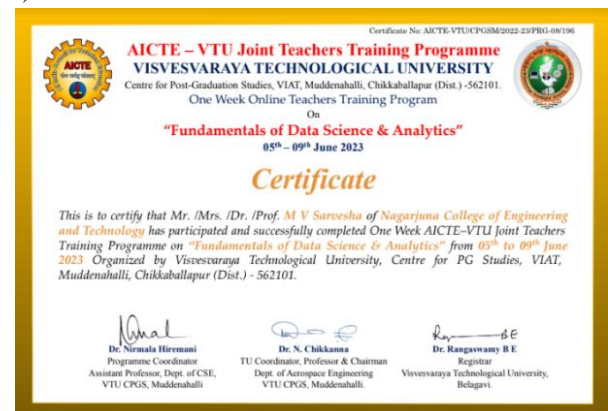 Certificate No: AICTE-VTU/CPGSM/2022-23/PRG-08/196
AICTE – VTU Joint Teachers Training Programme
VISVESVARAYA TECHNOLOGICAL UNIVERSITY
Centre for Post-Graduation Studies, VIAT, Muddenahalli, Chikkaballapur (Dist.) -562101.
One Week Online Teachers Training Program
On
“Fundamentals of Data Science & Analytics”
05th – 09th June 2023
Certificate
This is to certify that Mr. /Mrs. /Dr. /Prof. M V Sarvesha of Nagarjuna College of Engineering
and Technology has participated and successfully completed One Week AICTE–VTU Joint Teachers
Training Programme on “Fundamentals of Data Science & Analytics” from 05th to 09th June
2023 Organized by Visvesvaraya Technological University, Centre for PG Studies, VIAT,
Muddenahalli, Chikkaballapur (Dist.) - 562101.
Dr. Nirmala Hiremani
Programme Coordinator
Assistant Professor, Dept. of CSE,
VTU CPGS, Muddenahalli
Dr. N. Chikkanna
TU Coordinator, Professor & Chairman
Dept. of Aerospace Engineering
VTU CPGS, Muddenahalli.
Dr. Rangaswamy B E
Registrar
Visvesvaraya Technological University,
Belagavi.
AICTE